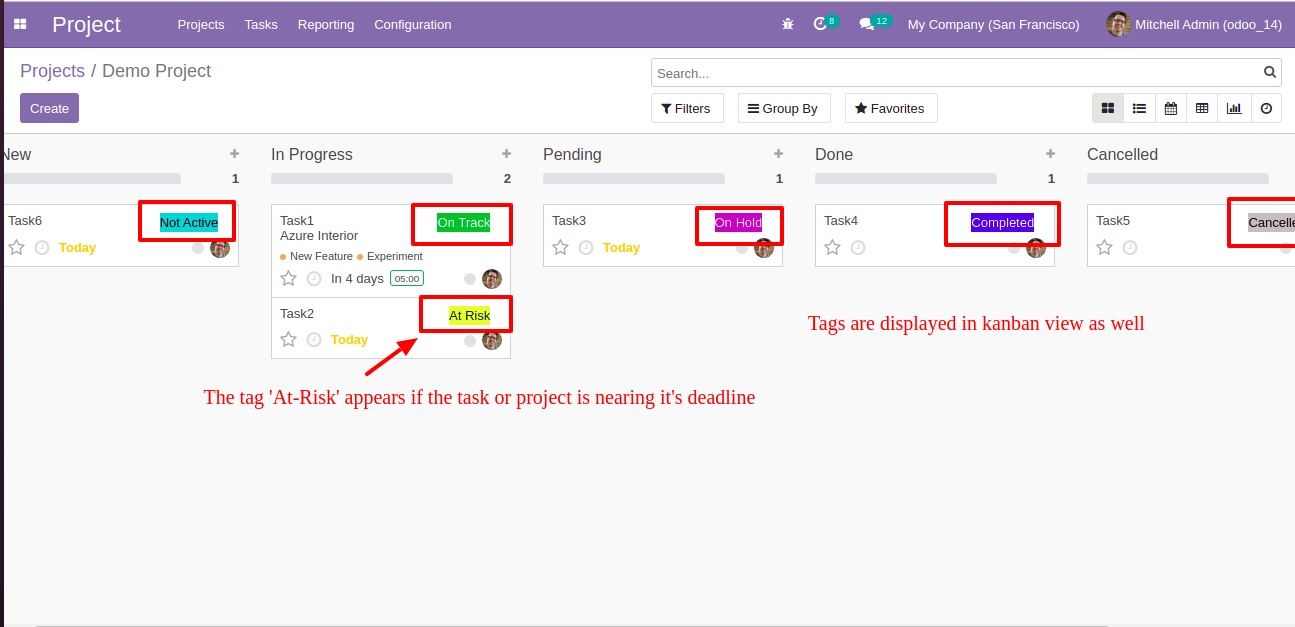 Project
Projects
Tasks
Reporting
Configuration
8
12
My Company (San Francisco)
Mitchell Admin (odoo_14)
Projects / Demo Project
Search...
Create
Filters
Group By
Favorites
New
1
In Progress
2
Pending
1
Done
1
Cancelled
Task6
Not Active
Today
Task1
On Track
Azure Interior
New Feature
Experiment
In 4 days
05:00
Task2
At Risk
Today
Task3
On Hold
Today
Task4
Completed
Task5
Cancelle
Tags are displayed in kanban view as well
The tag 'At-Risk' appears if the task or project is nearing it's deadline